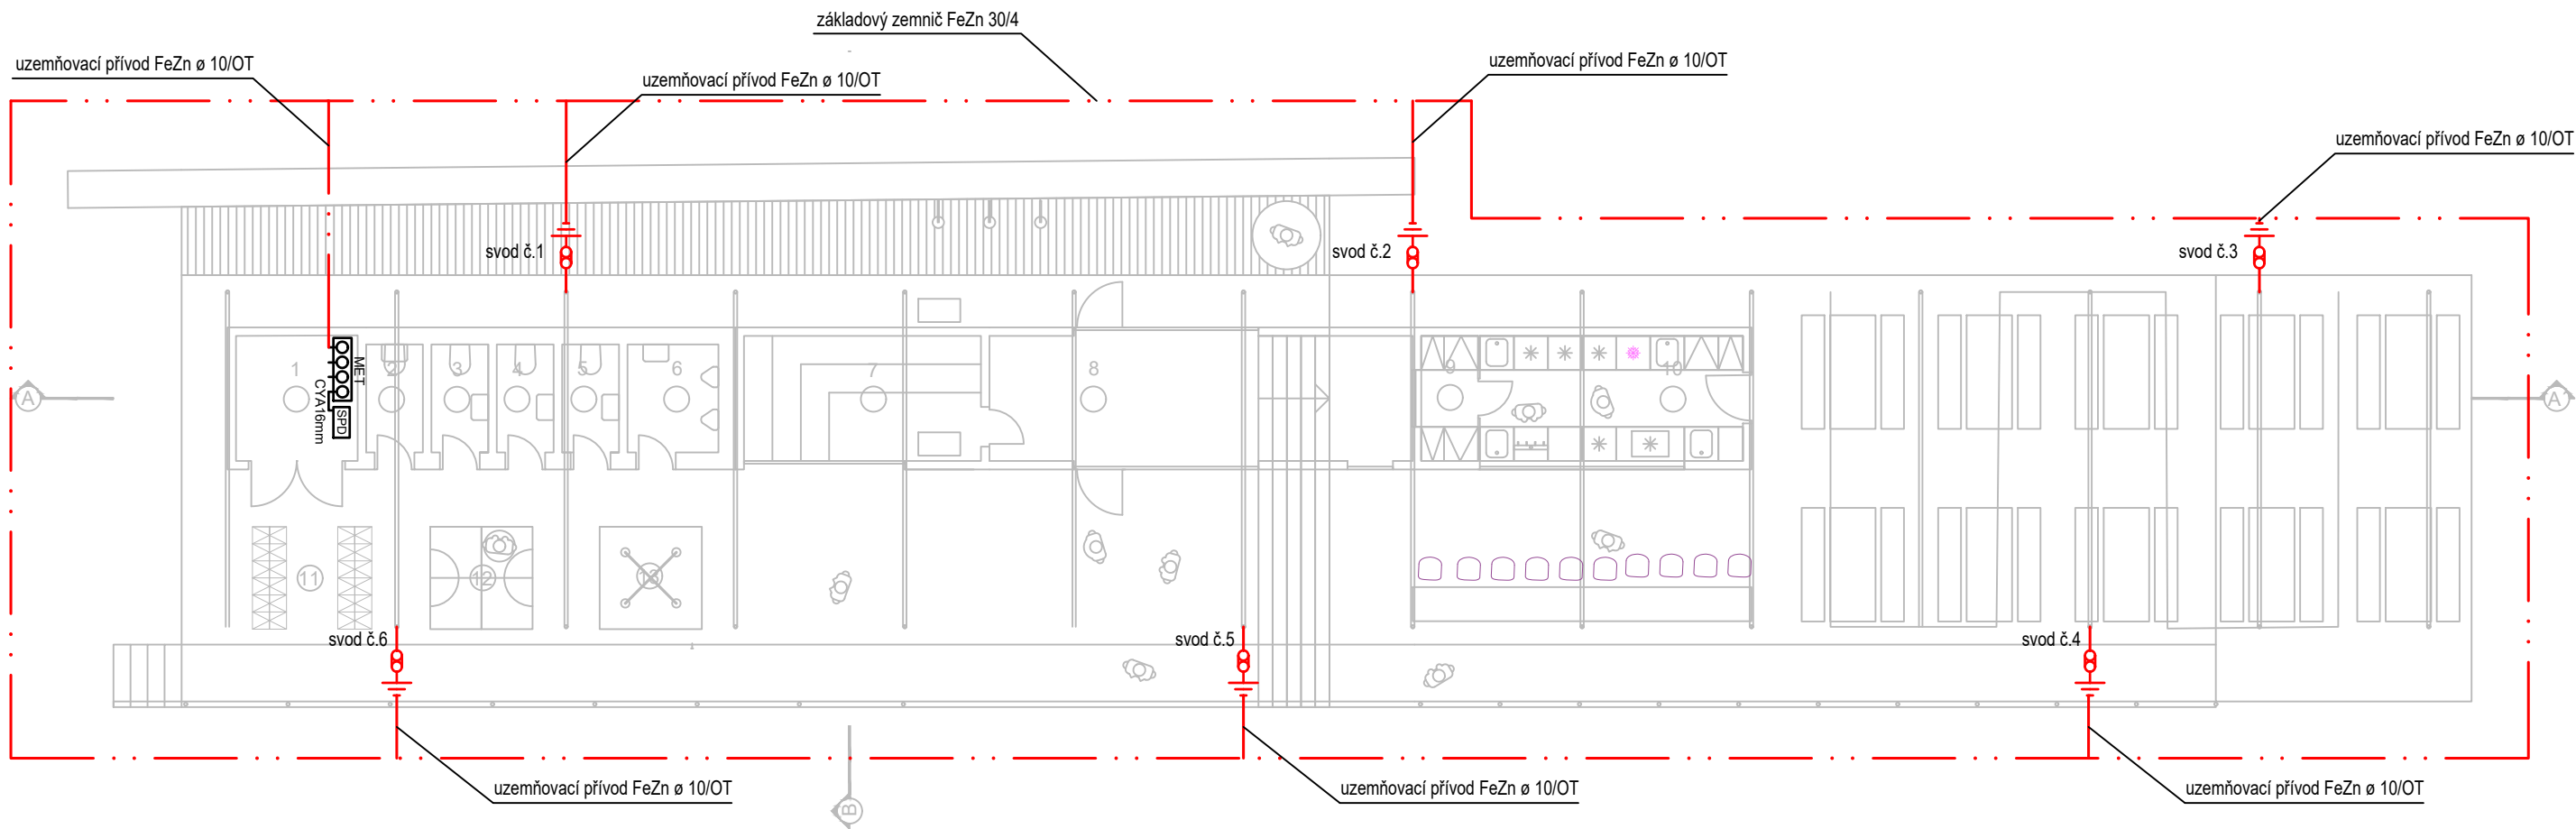 základový zemnič FeZn 30/4
uzemňovací přívod FeZn ø 10/OT
uzemňovací přívod FeZn ø 10/OT
uzemňovací přívod FeZn ø 10/OT
uzemňovací přívod FeZn ø 10/OT
svod č.1
svod č.2
svod č.3
MET
CYA16mm
SPD
1
2
3
4
5
6
7
8
9
10
A
A'
11
12
13
svod č.6
svod č.5
svod č.4
uzemňovací přívod FeZn ø 10/OT
uzemňovací přívod FeZn ø 10/OT
uzemňovací přívod FeZn ø 10/OT
B